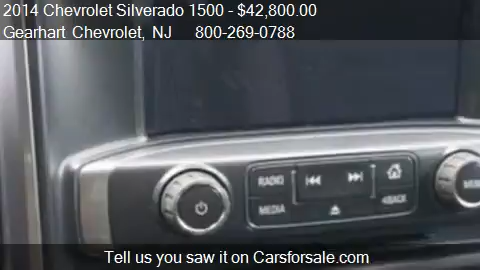 2014 Chevrolet Silverado 1500 - $42,800.00
Gearhart Chevrolet, NJ 800-269-0788
RADIO
MEDIA
BACK
Tell us you saw it on Carsforsale.com